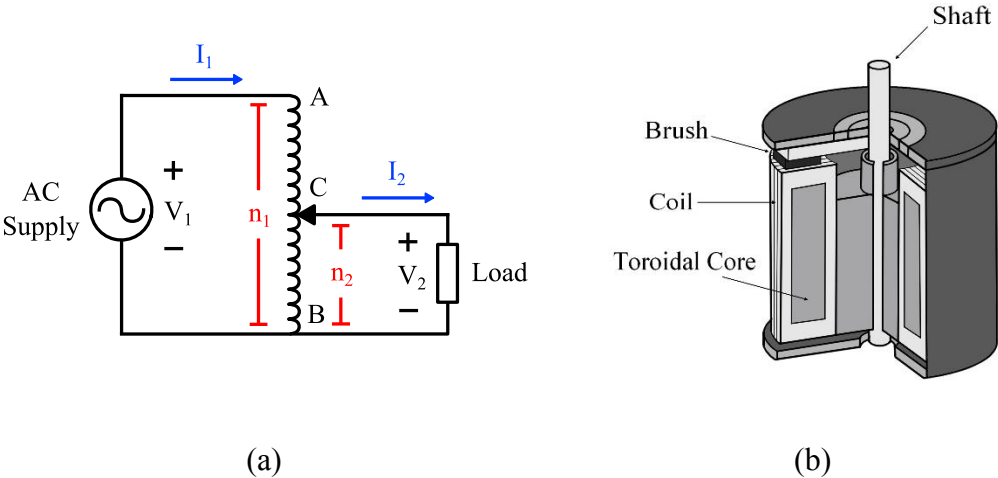 I1
A
AC
Supply
+
V1
−
n1
C
I2
n2
+
V2
−
Load
B
(a)
Shaft
Brush
Coil
Toroidal Core
(b)